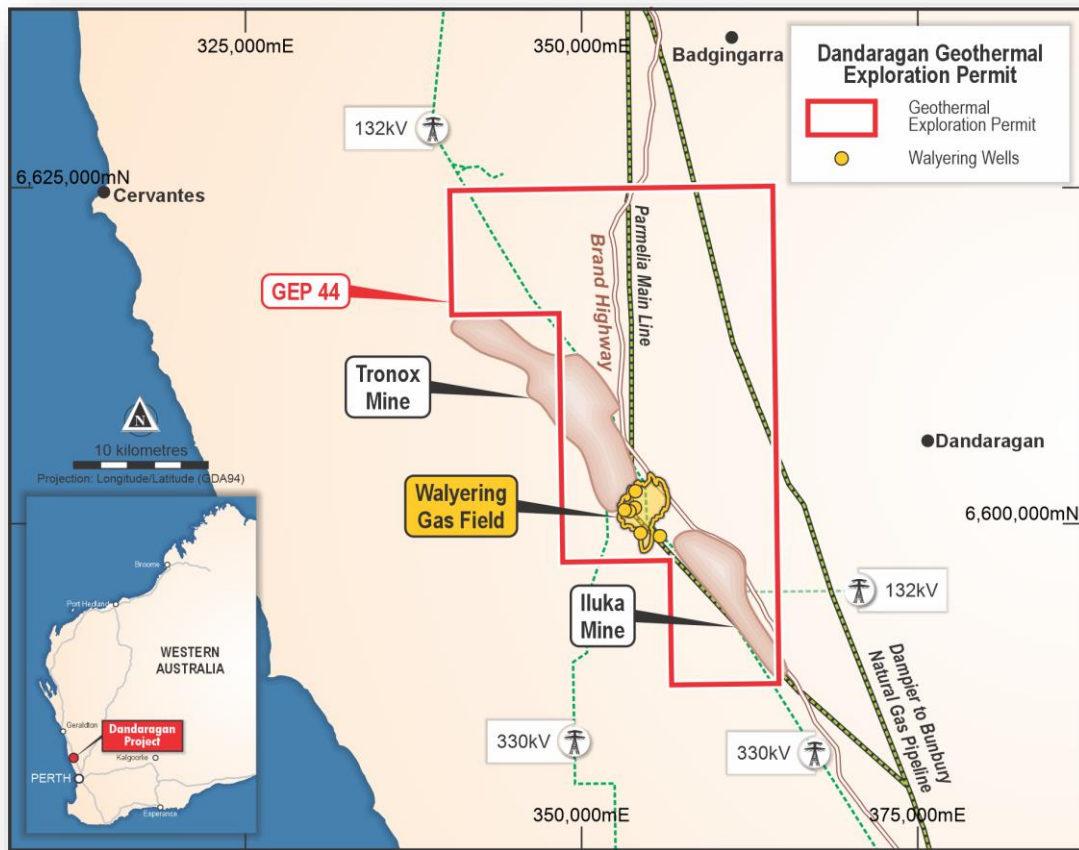 325,000mE
350,000mE
Badgingarra
Dandaragan Geothermal
Exploration Permit
Geothermal
Exploration Permit
Walyering Wells
132kV
6,625,000mN
Cervantes
Parmelia Main Line
Brand Highway
GEP 44
Tronox
Mine
N
10 kilometres
Projection: Longitude/Latitude (GDA94)
Dandaragan
Walyering
Gas Field
6,600,000mN
Iluka
Mine
132kV
Dampier to Bunbury
Natural Gas Pipeline
330kV
330kV
350,000mE
375,000mE
Broome
Port Hedland
WESTERN
AUSTRALIA
Geraldton
Dandaragan
Project
Kalgoorlie
PERTH
Esperance